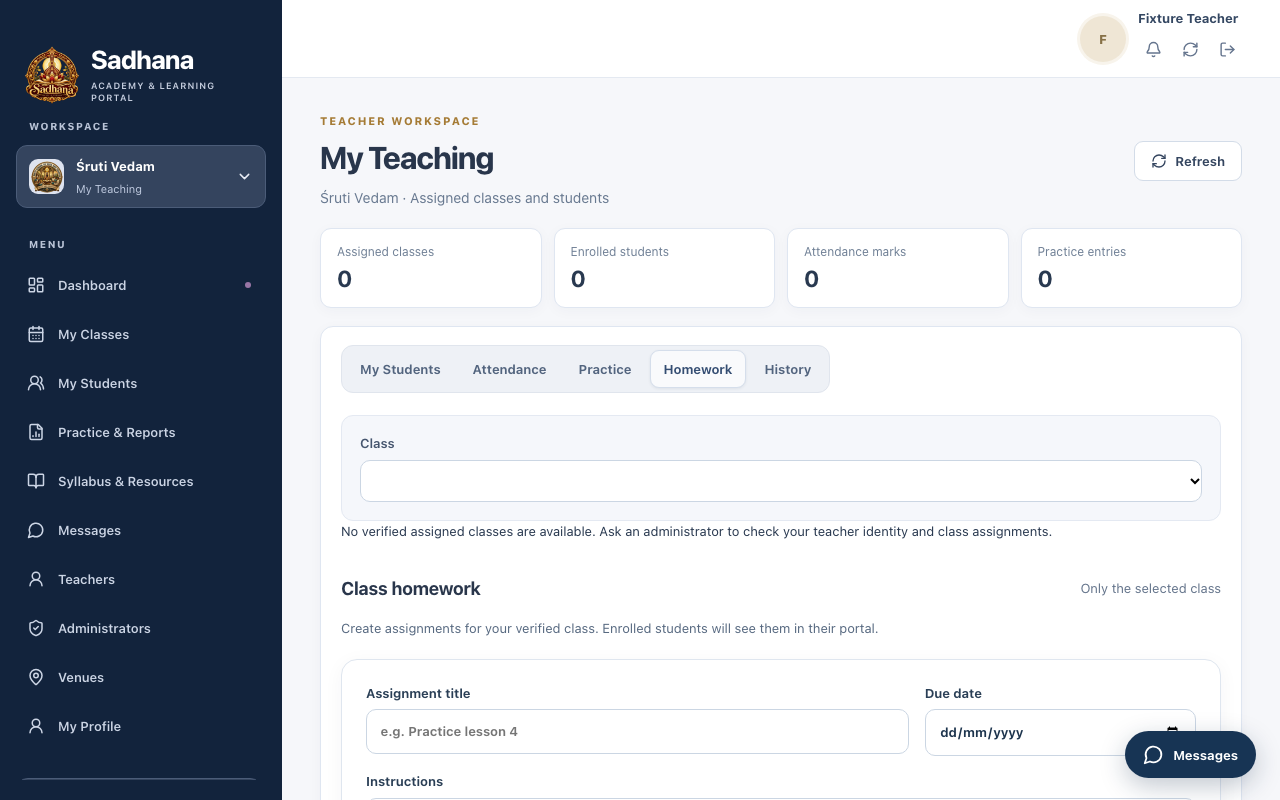 Sadhana
ACADEMY & LEARNING
PORTAL
Sadhana
WORKSPACE
Śruti Vedam
My Teaching
MENU
Dashboard
My Classes
My Students
Practice & Reports
Syllabus & Resources
Messages
Teachers
Administrators
Venues
My Profile
F
Fixture Teacher
TEACHER WORKSPACE
My Teaching
Refresh
Śruti Vedam · Assigned classes and students
Assigned classes
0
Enrolled students
0
Attendance marks
0
Practice entries
0
My Students Attendance Practice Homework History
Class
No verified assigned classes are available. Ask an administrator to check your teacher identity and class assignments.
Class homework
Only the selected class
Create assignments for your verified class. Enrolled students will see them in their portal.
Assignment title
e.g. Practice lesson 4
Due date
dd/mm/yyyy
Instructions
Messages